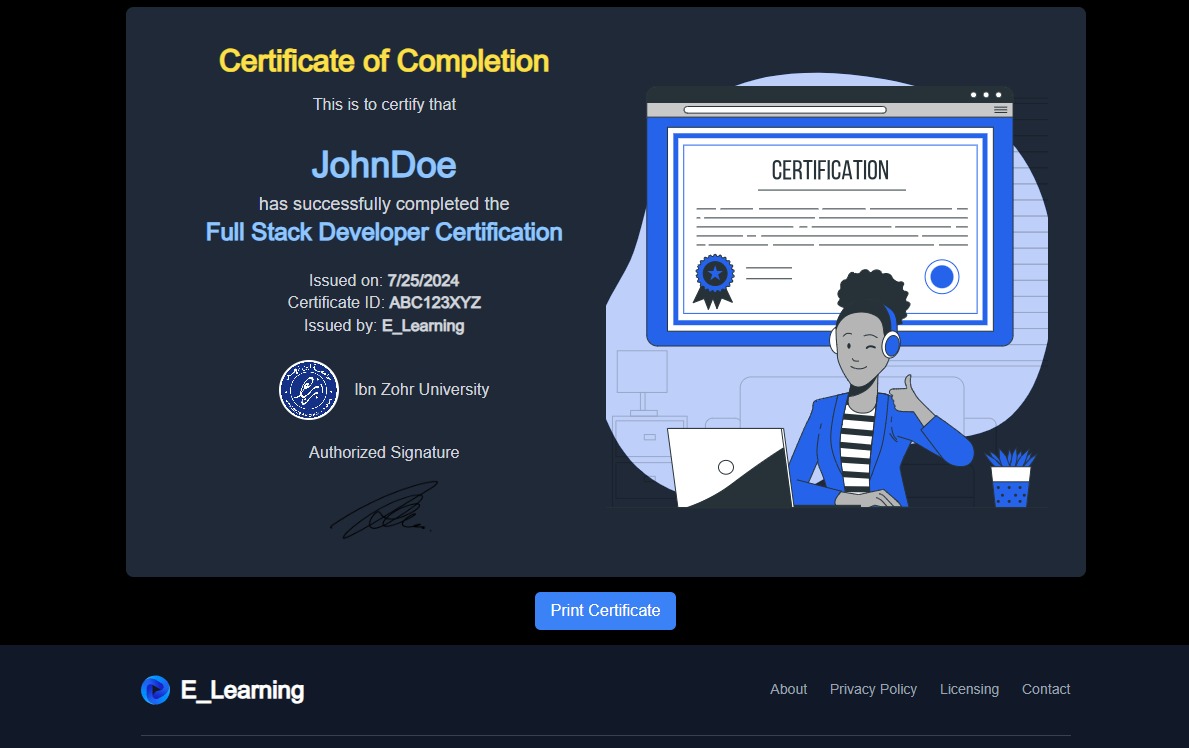 Certificate of Completion
This is to certify that
JohnDoe
has successfully completed the
Full Stack Developer Certification
Issued on: 7/25/2024
Certificate ID: ABC123XYZ
Issued by: E_Learning
Ibn Zohr University
Authorized Signature
CERTIFICATION
Print Certificate
E_Learning
About
Privacy Policy
Licensing
Contact